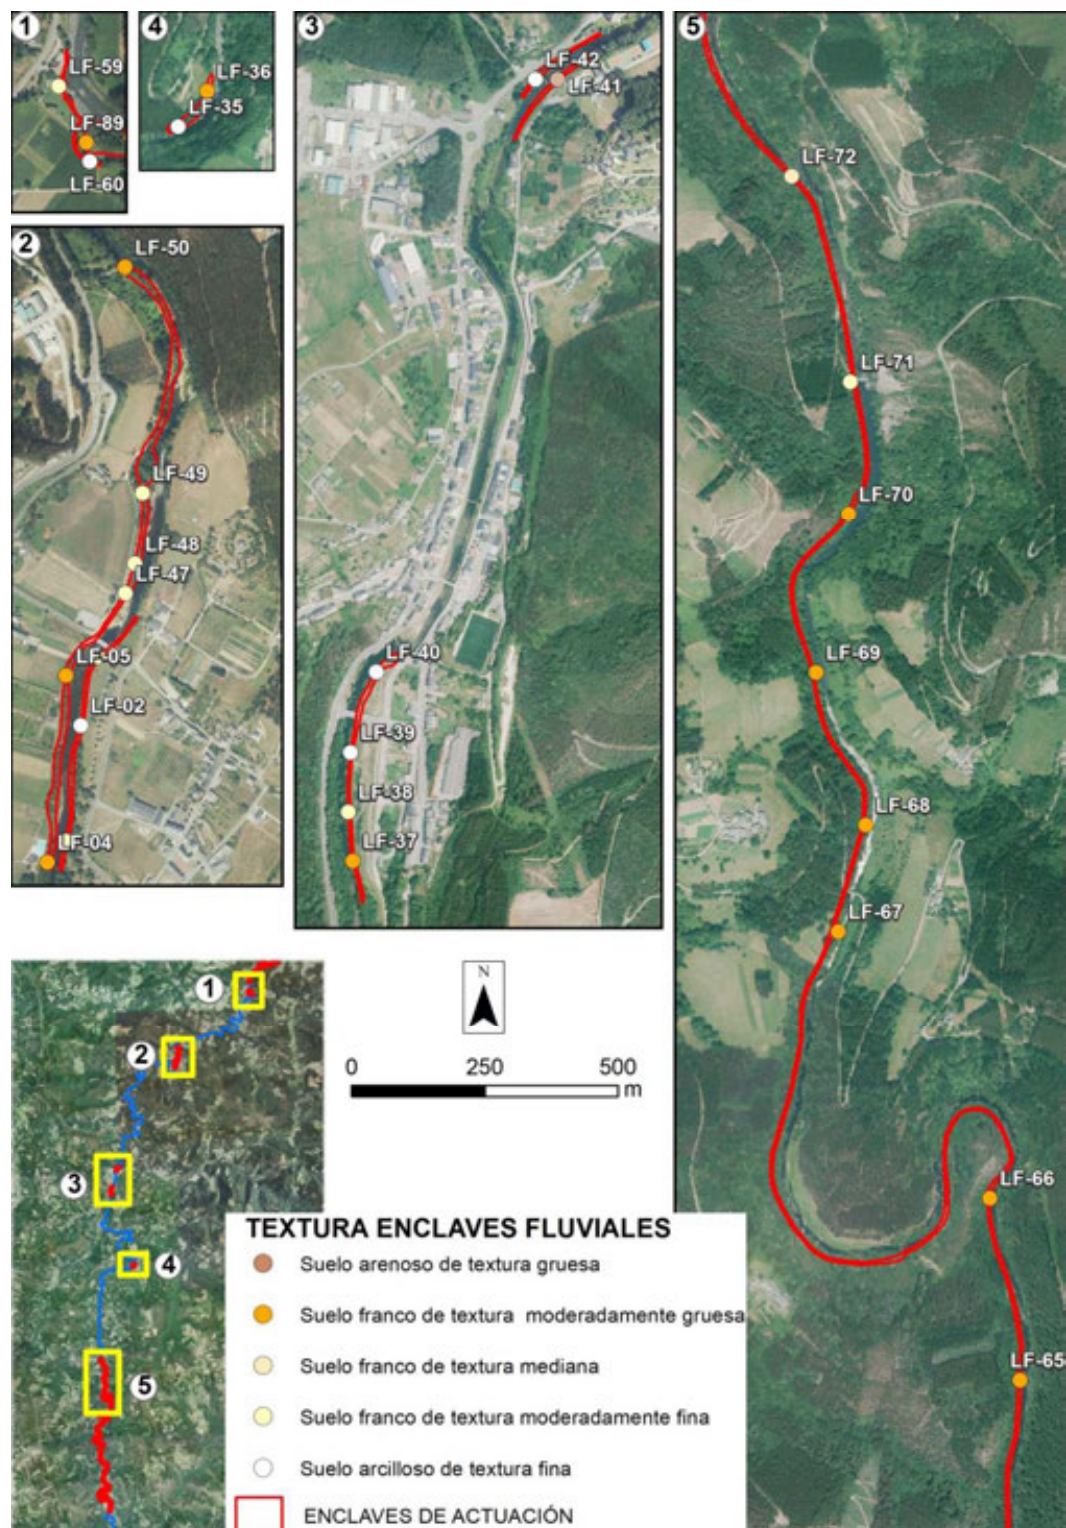 1
LF-59
LF-89
LF-60
4
LF-36
LF-35
2
LF-50
LF-49
LF-48
LF-47
LF-05
LF-02
LF-04
3
LF-42
LF-41
LF-40
LF-39
LF-38
LF-37
5
LF-72
LF-71
LF-70
LF-69
LF-68
LF-67
LF-66
LF-65
1
2
3
4
5
N
0 250 500
m
TEXTURA ENCLAVES FLUVIALES
Suelo arenoso de textura gruesa
Suelo franco de textura moderadamente gruesa
Suelo franco de textura mediana
Suelo franco de textura moderadamente fina
Suelo arcilloso de textura fina
ENCLAVES DE ACTUACIÓN